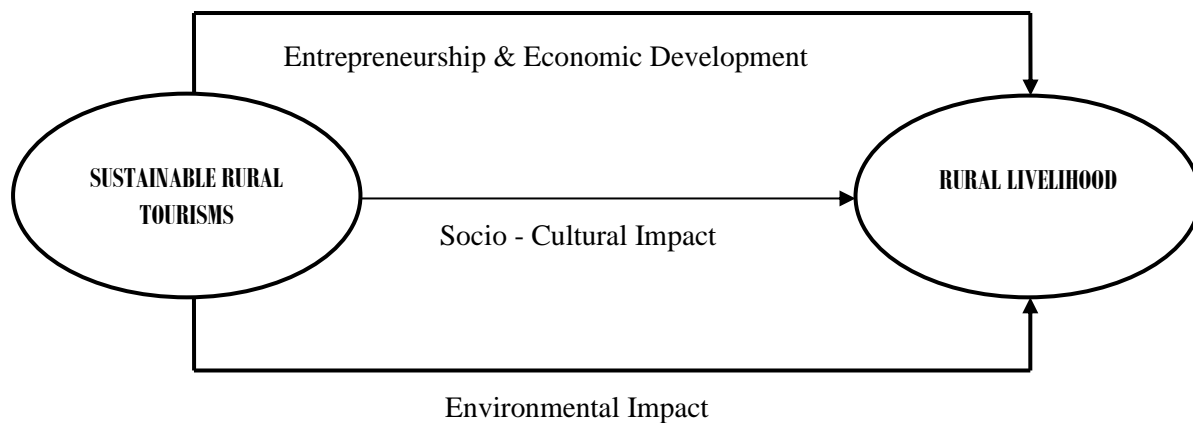 Entrepreneurship & Economic Development
SUSTAINABLE RURAL
TOURISMS
RURAL LIVELIHOOD
Socio - Cultural Impact
Environmental Impact